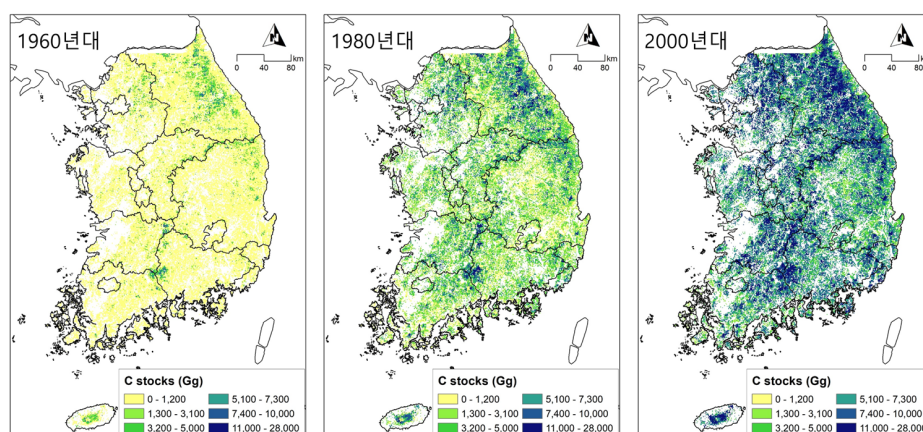 1960년대
N
0 40 80
km
C stocks (Gg)
0 - 1,200
1,300 - 3,100
3,200 - 5,000
5,100 - 7,300
7,400 - 10,000
11,000 - 28,000
1980년대
N
0 40 80
km
C stocks (Gg)
0 - 1,200
1,300 - 3,100
3,200 - 5,000
5,100 - 7,300
7,400 - 10,000
11,000 - 28,000
2000년대
N
0 40 80
km
C stocks (Gg)
0 - 1,200
1,300 - 3,100
3,200 - 5,000
5,100 - 7,300
7,400 - 10,000
11,000 - 28,000